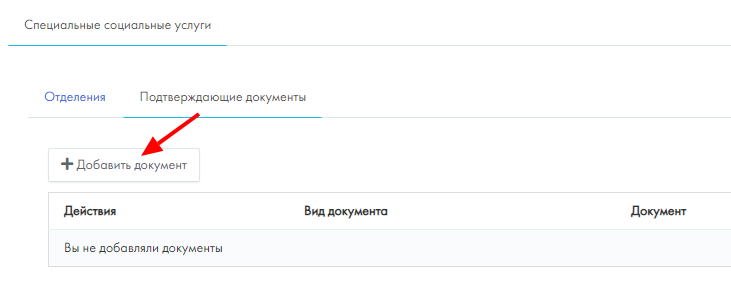 Специальные социальные услуги
Отделения Подтверждающие документы
Добавить документ
Действия Вид документа Документ
Вы не добавляли документы